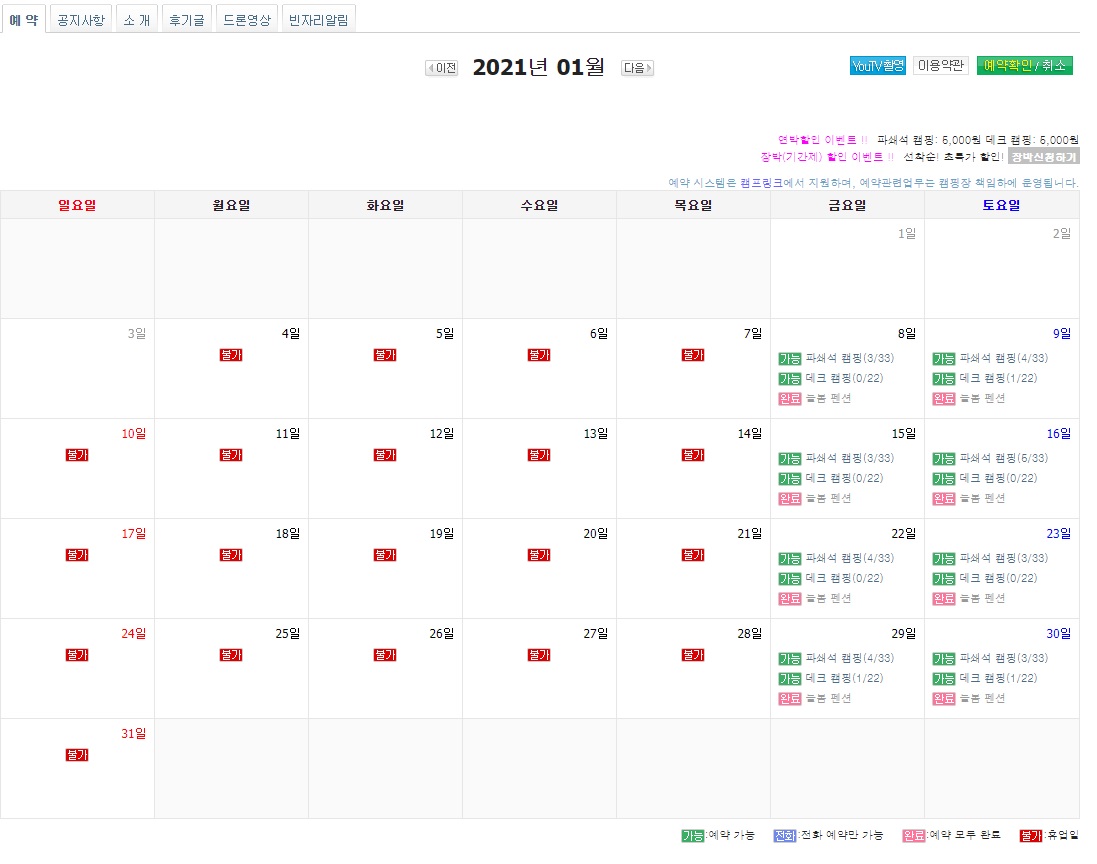 예 약 공지사항 소 개 후기글 드론영상 빈자리알림
이전 2021년 01월 다음 YouTV촬영 이용약관 예약확인/취소
연박할인 이벤트 !! 파쇄석 캠핑: 5,000원 데크 캠핑: 5,000원
장박(기간제) 할인 이벤트 !! 선착순! 초특가 할인! 장박신청하기
예약 시스템은 캠프링크에서 지원하며, 예약관련업무는 캠핑장 책임하에 운영됩니다.
일요일 월요일 화요일 수요일 목요일 금요일 토요일
1일 2일
3일 4일 5일 6일 7일 8일 9일
불가 불가 불가 불가 가능 파쇄석 캠핑(3/33) 가능 파쇄석 캠핑(4/33)
가능 데크 캠핑(0/22) 가능 데크 캠핑(1/22)
완료 늘봄 펜션 완료 늘봄 펜션
10일 11일 12일 13일 14일 15일 16일
불가 불가 불가 불가 불가 가능 파쇄석 캠핑(3/33) 가능 파쇄석 캠핑(5/33)
가능 데크 캠핑(0/22) 가능 데크 캠핑(0/22)
완료 늘봄 펜션 완료 늘봄 펜션
17일 18일 19일 20일 21일 22일 23일
불가 불가 불가 불가 불가 가능 파쇄석 캠핑(4/33) 가능 파쇄석 캠핑(3/33)
가능 데크 캠핑(0/22) 가능 데크 캠핑(0/22)
완료 늘봄 펜션 완료 늘봄 펜션
24일 25일 26일 27일 28일 29일 30일
불가 불가 불가 불가 불가 가능 파쇄석 캠핑(4/33) 가능 파쇄석 캠핑(3/33)
가능 데크 캠핑(1/22) 가능 데크 캠핑(1/22)
완료 늘봄 펜션 완료 늘봄 펜션
31일
불가
가능:예약 가능 전화:전화 예약만 가능 완료:예약 모두 완료 불가:휴업일